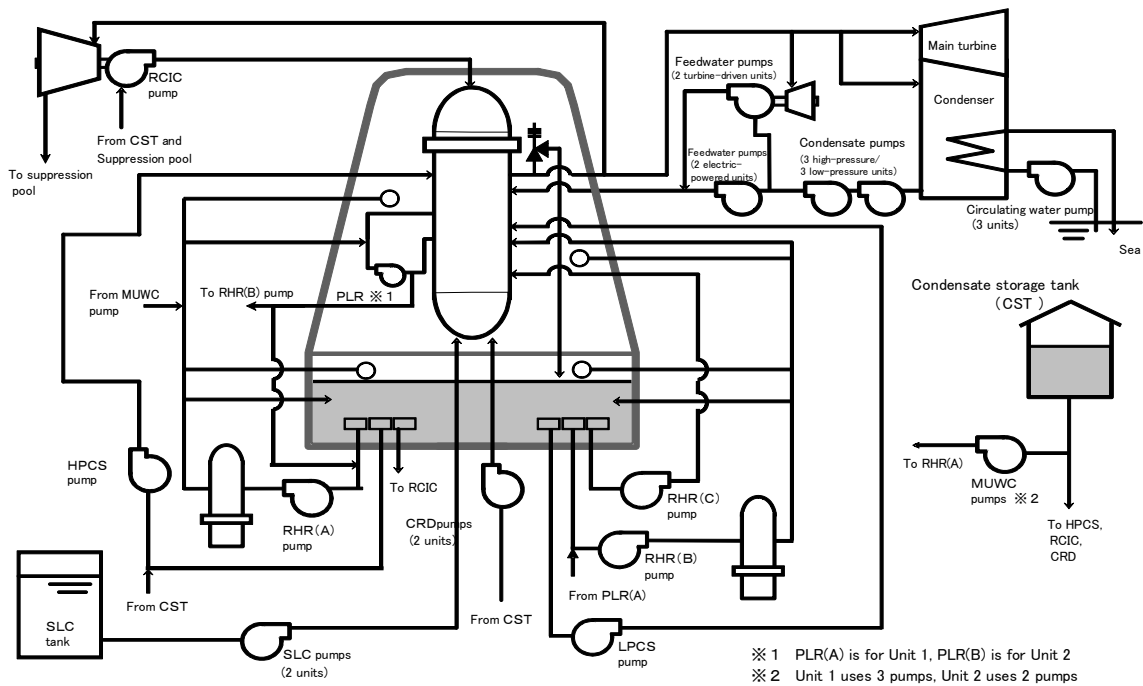 RCIC
pump
From CST and
Suppression pool
To suppression
pool
Feedwater pumps
(2 turbine-driven units)
Main turbine
Condenser
Feedwater pumps
(2 electric-
powered units)
Condensate pumps
(3 high-pressure/
3 low-pressure units)
Circulating water pump
(3 units)
Sea
From MUWC
pump
To RHR(B) pump
PLR ※1
Condensate storage tank
(CST)
HPCS
pump
To RCIC
RHR(A)
pump
CRD pumps
(2 units)
RHR(C)
pump
To RHR(A)
MUWC
pumps ※2
To HPCS,
RCIC,
CRD
RHR(B)
pump
From CST
From PLR(A)
From CST
SLC
tank
SLC pumps
(2 units)
LPCS
pump
※1 PLR(A) is for Unit 1, PLR(B) is for Unit 2
※2 Unit 1 uses 3 pumps, Unit 2 uses 2 pumps